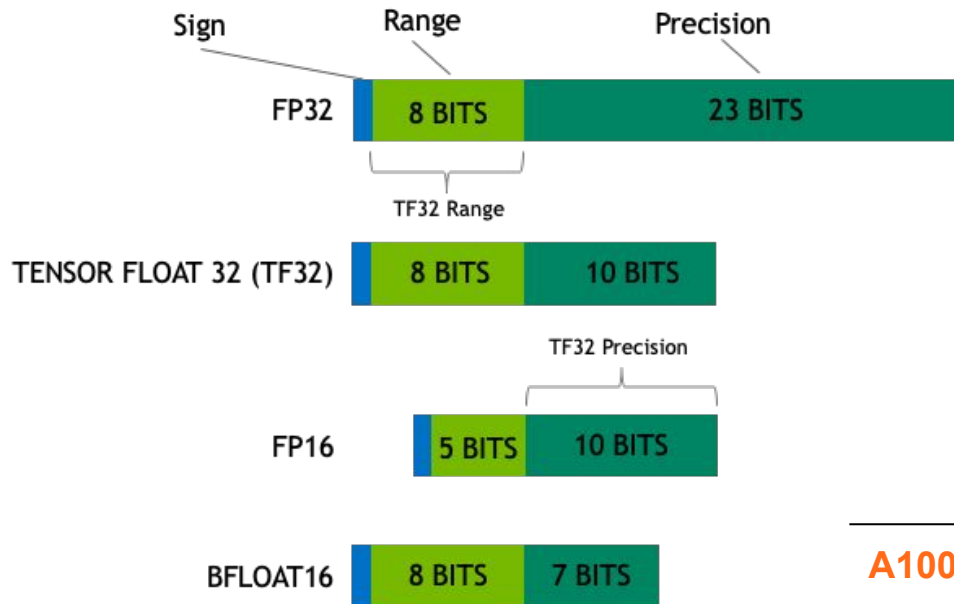 Sign Range Precision
FP32 8 BITS 23 BITS
TF32 Range
TENSOR FLOAT 32 (TF32) 8 BITS 10 BITS
TF32 Precision
FP16 5 BITS 10 BITS
BFLOAT16 8 BITS 7 BITS
A100